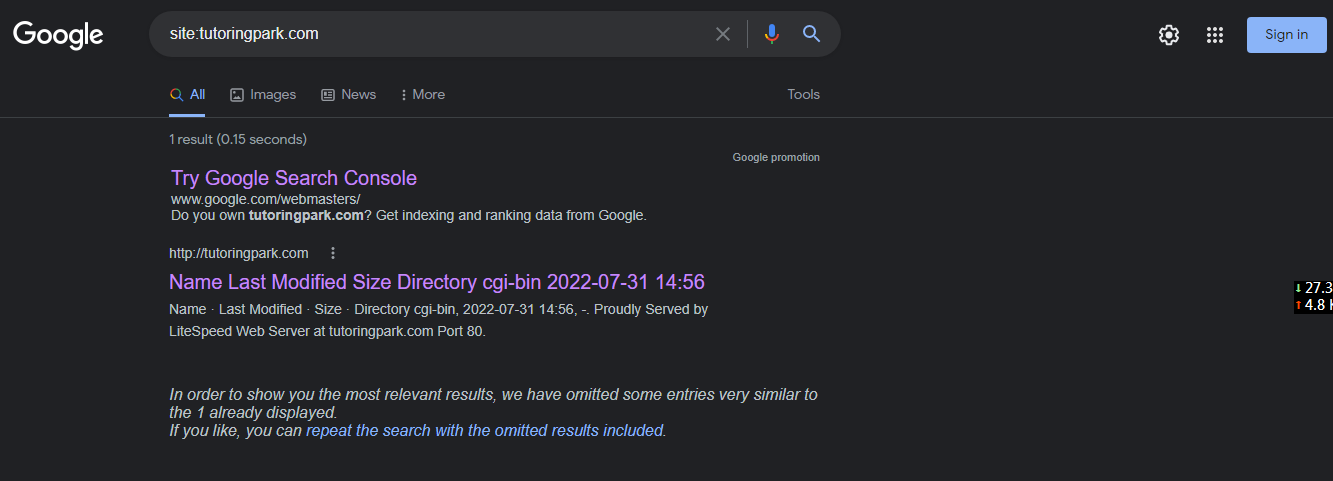 Google
site:tutoringpark.com
Sign in
All Images News More Tools
1 result (0.15 seconds)
Google promotion
Try Google Search Console
www.google.com/webmasters/
Do you own tutoringpark.com? Get indexing and ranking data from Google.
http://tutoringpark.com
Name Last Modified Size Directory cgi-bin 2022-07-31 14:56
Name · Last Modified · Size · Directory cgi-bin, 2022-07-31 14:56, -. Proudly Served by
LiteSpeed Web Server at tutoringpark.com Port 80.
↓ 27.3
↑ 4.8 K
In order to show you the most relevant results, we have omitted some entries very similar to
the 1 already displayed.
If you like, you can repeat the search with the omitted results included.